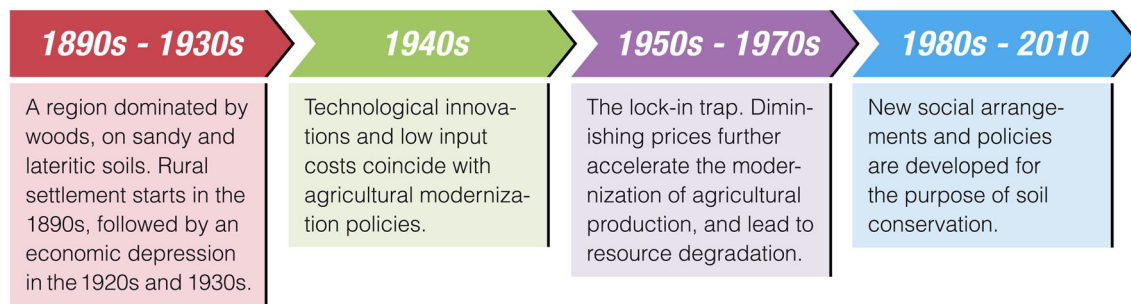 1890s - 1930s
A region dominated by
woods, on sandy and
lateritic soils. Rural
settlement starts in the
1890s, followed by an
economic depression
in the 1920s and 1930s.
1940s
Technological innova-
tions and low input
costs coincide with
agricultural moderniza-
tion policies.
1950s - 1970s
The lock-in trap. Dimin-
ishing prices further
accelerate the moder-
nization of agricultural
production, and lead to
resource degradation.
1980s - 2010
New social arrange-
ments and policies
are developed for
the purpose of soil
conservation.